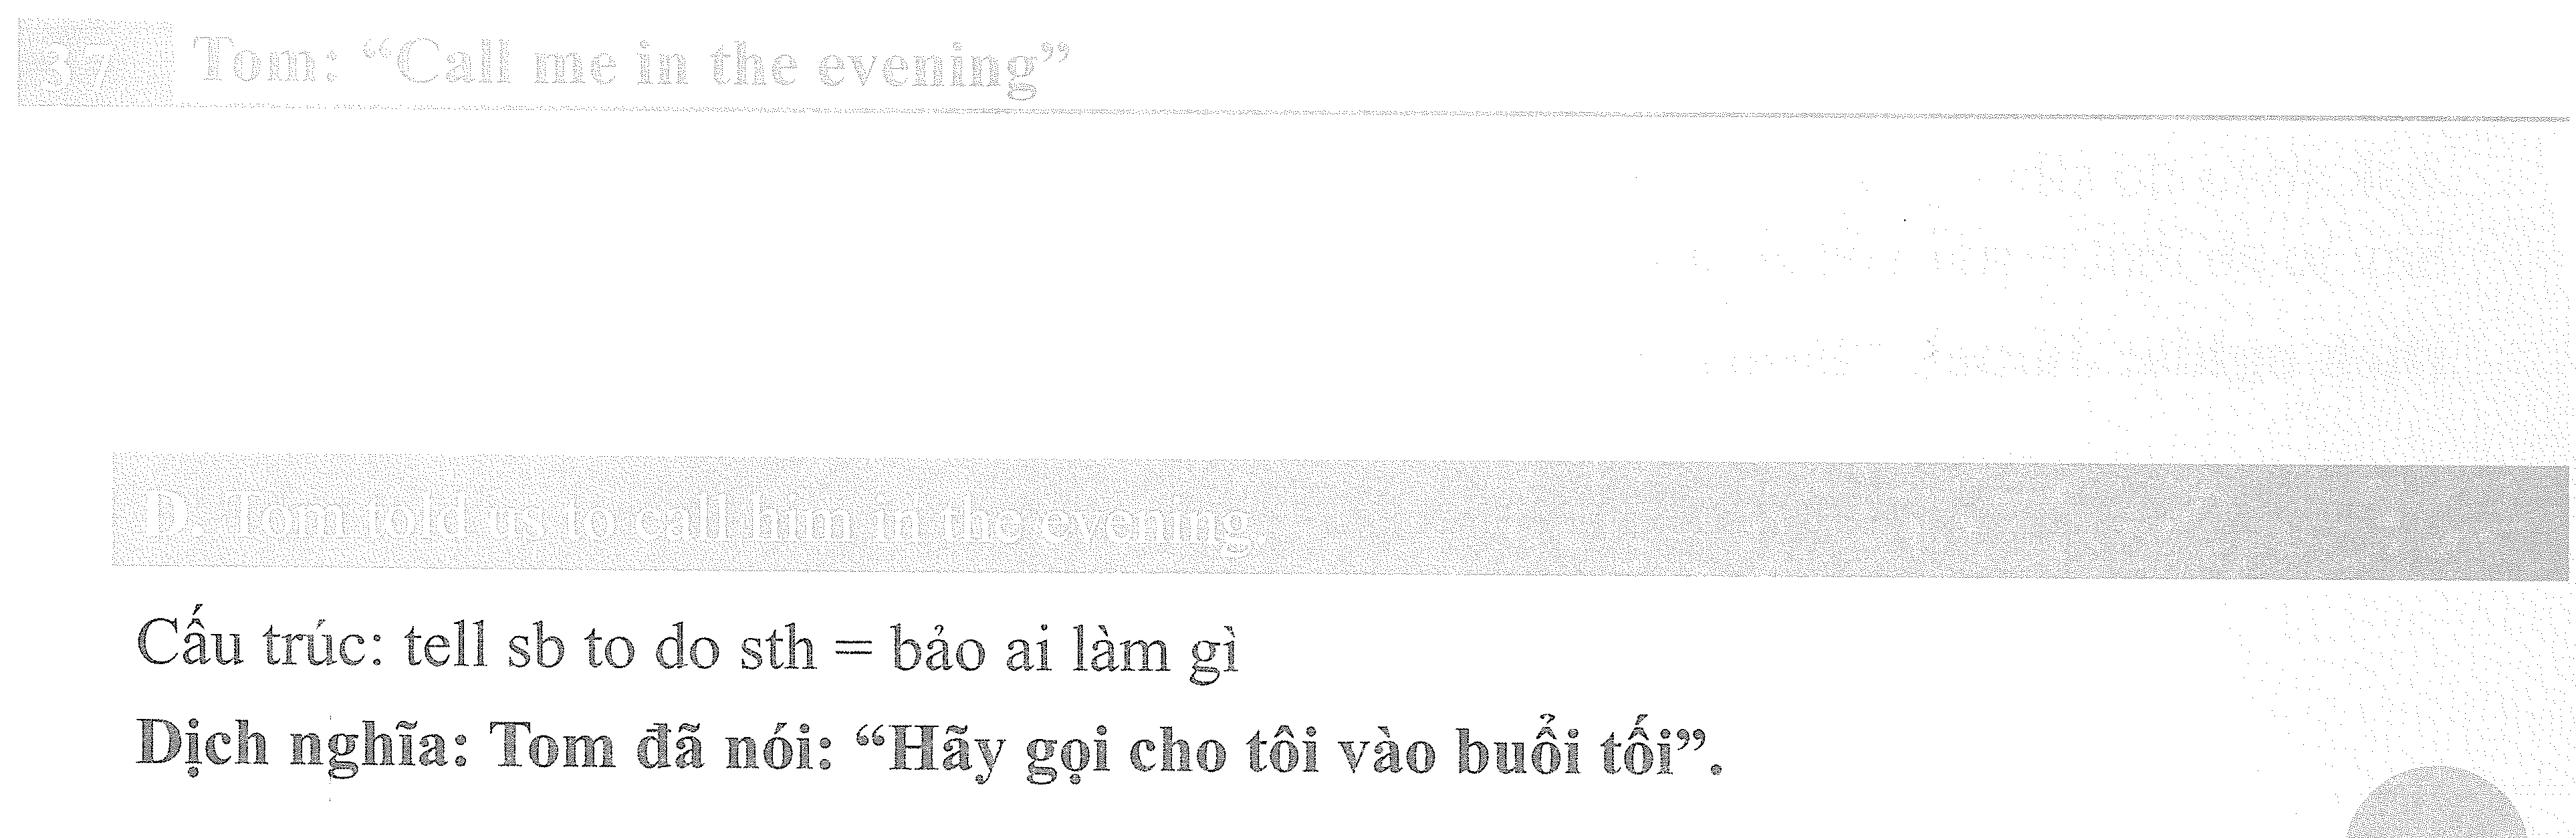 37 Tom: “Call me in the evening”
D. Tom told us to call him in the evening.
Cấu trúc: tell sb to do sth = bảo ai làm gì
Dịch nghĩa: Tom đã nói: “Hãy gọi cho tôi vào buổi tối”.